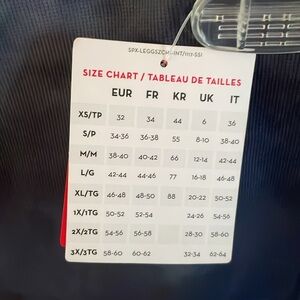 SIZE CHART / TABLEAU DE TAILLES
EUR FR KR UK IT
XS/TP 32 34 44 6 36
S/P 34-36 36-38 55 8-10 38-40
M/M 38-40 40-42 66 12-14 42-44
L/G 42-44 44-46 77 16-18 46-48
XL/TG 46-48 48-50 88 20-22 50-52
1X/1TG 50-52 52-54 24-26 54-56
2X/2TG 54-56 56-58 28-30 58-60
3X/3TG 58-60 60-62 32-34 62-64